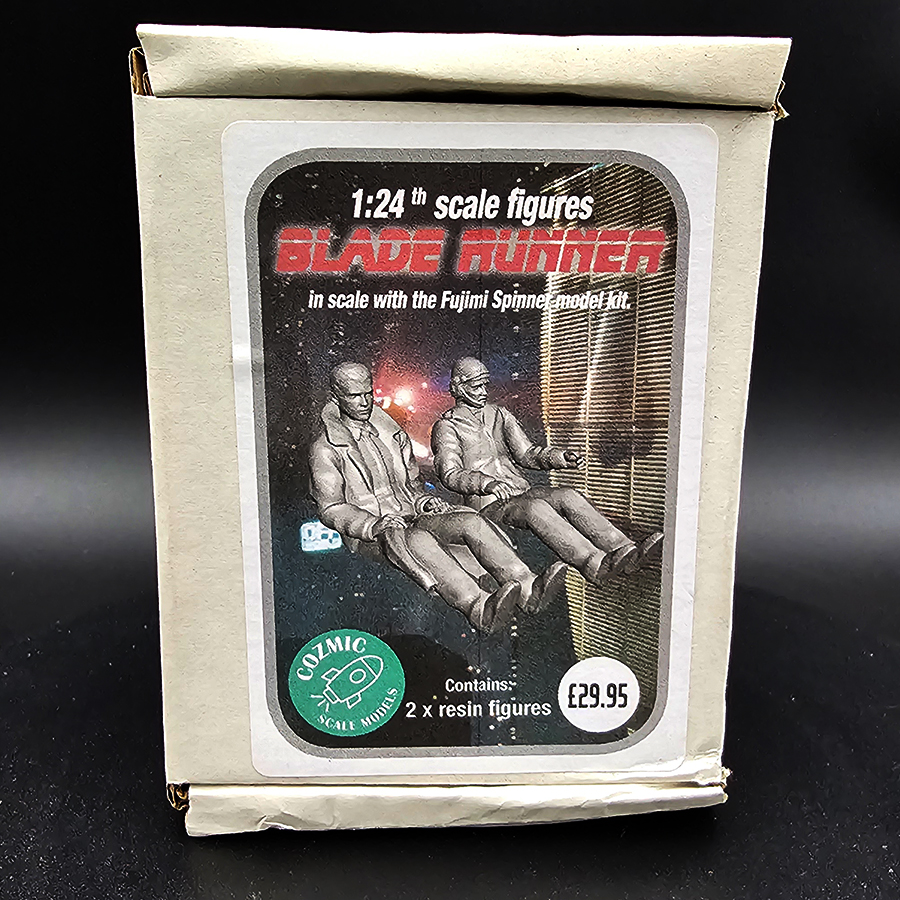 1:24th scale figures
BLADE RUNNER
in scale with the Fujimi Spinner model kit.
COZMIC
SCALE MODELS
Contains:-
2 x resin figures
£29.95